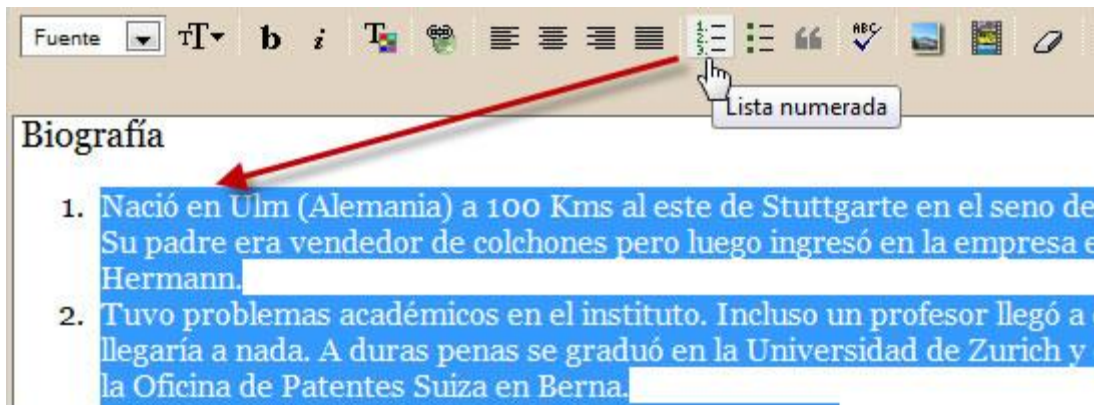 Fuente
TT b i T ABC
Lista numerada
Biografía
1. Nació en Ulm (Alemania) a 100 Kms al este de Stuttgarte en el seno de
Su padre era vendedor de colchones pero luego ingresó en la empresa e
Hermann.
2. Tuvo problemas académicos en el instituto. Incluso un profesor llegó a
llegaría a nada. A duras penas se graduó en la Universidad de Zurich y
la Oficina de Patentes Suiza en Berna.